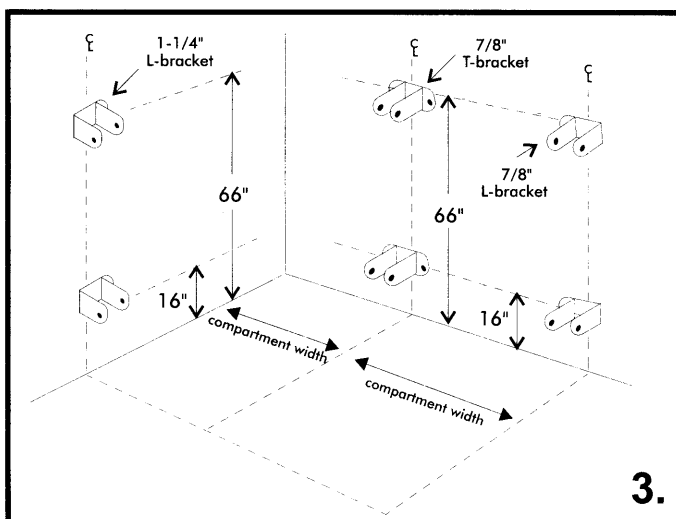 ℄
1-1/4"
L-bracket
℄
7/8"
T-bracket
℄
7/8"
L-bracket
66"
66"
16"
16"
compartment width
compartment width
3.